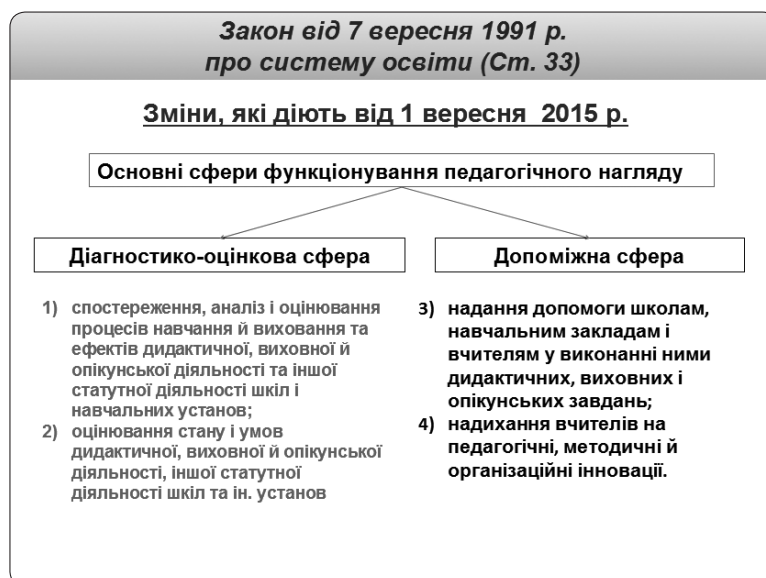 Закон від 7 вересня 1991 р.
про систему освіти (Ст. 33)
Зміни, які діють від 1 вересня 2015 р.
Основні сфери функціонування педагогічного нагляду
Діагностико-оцінкова сфера
1) спостереження, аналіз і оцінювання
процесів навчання й виховання та
ефектів дидактичної, виховної й
опікунської діяльності та іншої
статутної діяльності шкіл і
навчальних установ;
2) оцінювання стану і умов
дидактичної, виховної й опікунської
діяльності, іншої статутної
діяльності шкіл та ін. установ
Допоміжна сфера
3) надання допомоги школам,
навчальним закладам і
вчителям у виконанні ними
дидактичних, виховних і
опікунських завдань;
4) надихання вчителів на
педагогічні, методичні й
організаційні інновації.